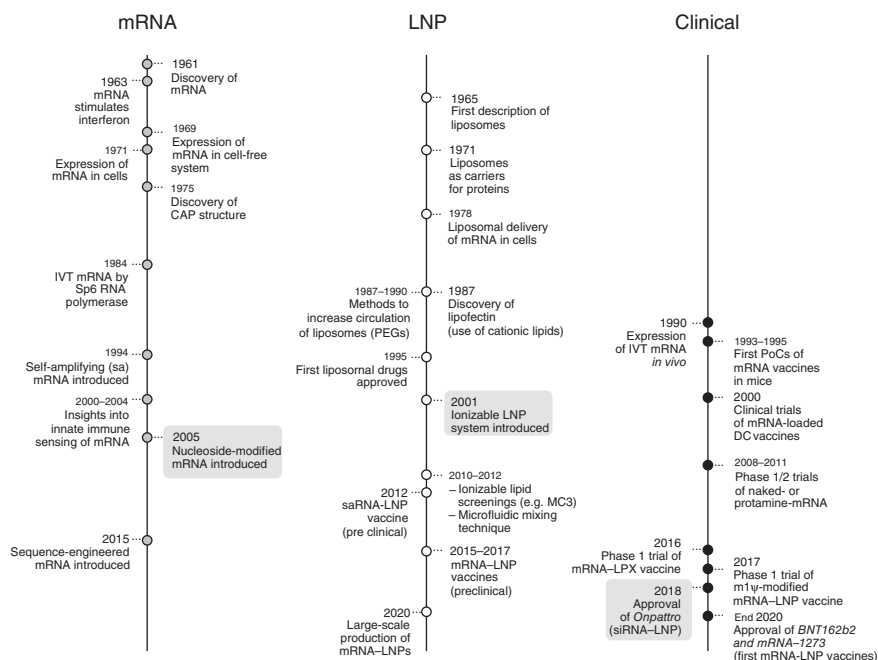 mRNA
1961
Discovery of
mRNA
1963
mRNA
stimulates
interferon
1969
Expression of
mRNA in cell-free
system
1971
Expression of
mRNA in cells
1975
Discovery of
CAP structure
1984
IVT mRNA by
Sp6 RNA
polymerase
1994
Self-amplifying (sa)
mRNA introduced
2000–2004
Insights into
innate immune
sensing of mRNA
2005
Nucleoside-modified
mRNA introduced
2015
Sequence-engineered
mRNA introduced
LNP
1965
First description of
liposomes
1971
Liposomes
as carriers
for proteins
1978
Liposomal delivery
of mRNA in cells
1987–1990
Methods to
increase circulation
of liposomes (PEGs)
1987
Discovery of
lipofectin
(use of cationic lipids)
1995
First liposornal drugs
approved
2001
Ionizable LNP
system introduced
2010–2012
– Ionizable lipid
screenings (e.g. MC3)
– Microfluidic mixing
technique
2012
saRNA-LNP
vaccine
(pre clinical)
2015–2017
mRNA–LNP
vaccines
(preclinical)
2020
Large-scale
production of
mRNA–LNPs
Clinical
1990
Expression
of IVT mRNA
in vivo
1993–1995
First PoCs of
mRNA vaccines
in mice
2000
Clinical trials
of mRNA-loaded
DC vaccines
2008–2011
Phase 1/2 trials
of naked- or
protamine-mRNA
2016
Phase 1 trial of
mRNA–LPX vaccine
2017
Phase 1 trial of
m1ψ-modified
mRNA–LNP vaccine
2018
Approval
of Onpattro
(siRNA–LNP)
End 2020
Approval of BNT162b2
and mRNA–1273
(first mRNA-LNP vaccines)